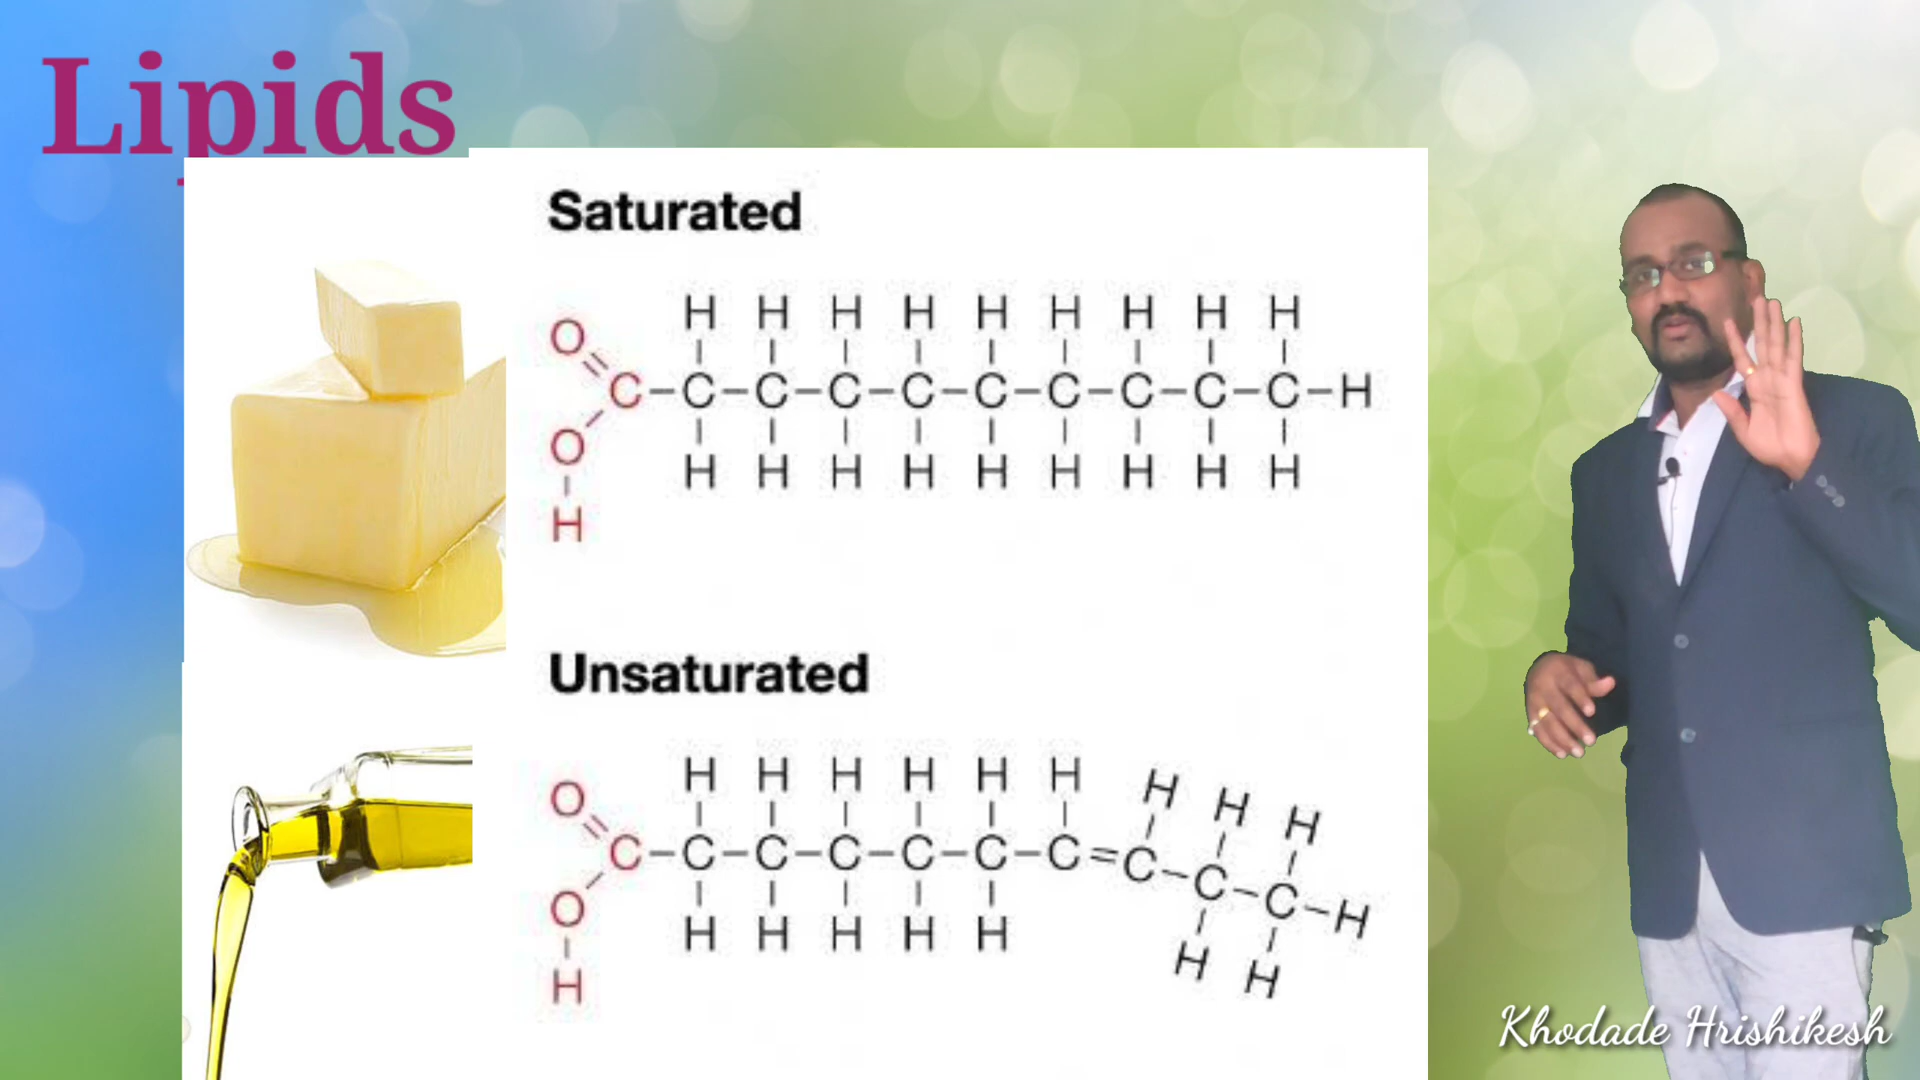 Lipids
Saturated
H H H H H H H H H
O
C-C-C-C-C-C-C-C-C-C-H
O
H H H H H H H H H
H
Unsaturated
H H H H H H H H H
O
C-C-C-C-C-C-C=C-C-C-H
O
H H H H H H H
H
Khodade Hrishikesh